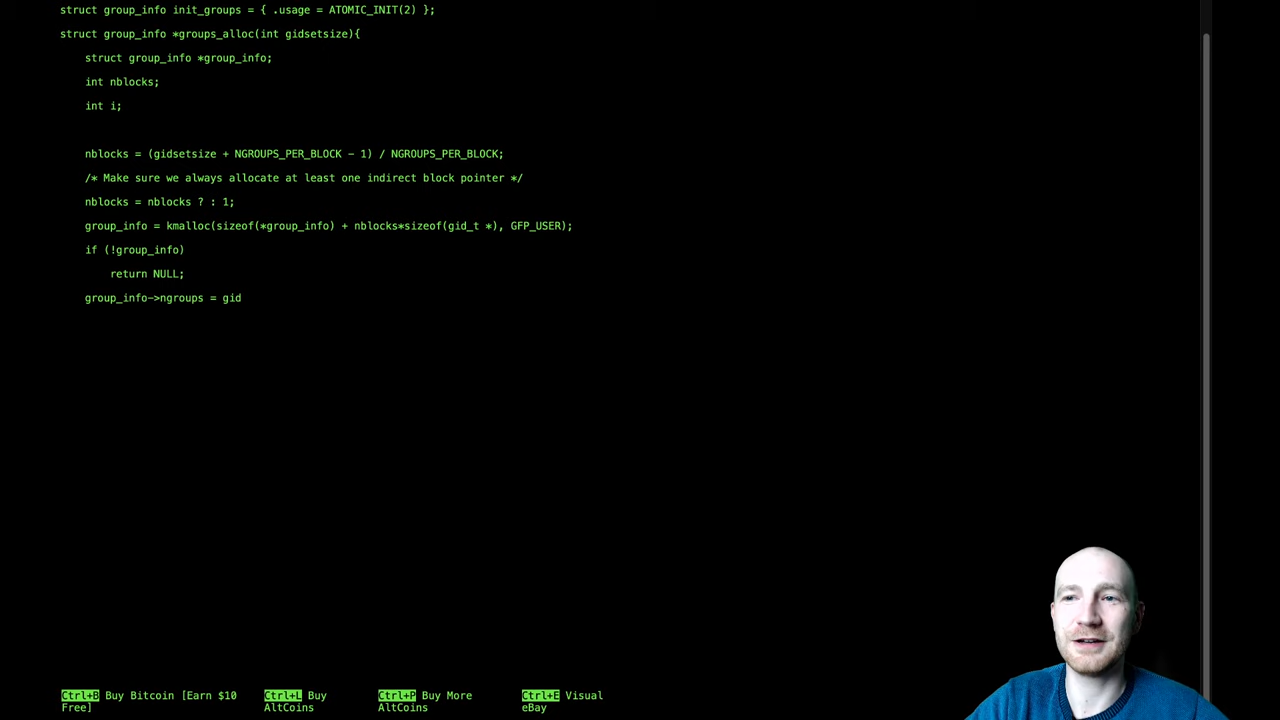 struct group_info init_groups = { .usage = ATOMIC_INIT(2) };
struct group_info *groups_alloc(int gidsetsize){
    struct group_info *group_info;
    int nblocks;
    int i;
    nblocks = (gidsetsize + NGROUPS_PER_BLOCK - 1) / NGROUPS_PER_BLOCK;
    /* Make sure we always allocate at least one indirect block pointer */
    nblocks = nblocks ? : 1;
    group_info = kmalloc(sizeof(*group_info) + nblocks*sizeof(gid_t *), GFP_USER);
    if (!group_info)
        return NULL;
    group_info->ngroups = gid
Ctrl+B Buy Bitcoin [Earn $10 Free]
Ctrl+L Buy AltCoins
Ctrl+P Buy More AltCoins
Ctrl+E Visual eBay